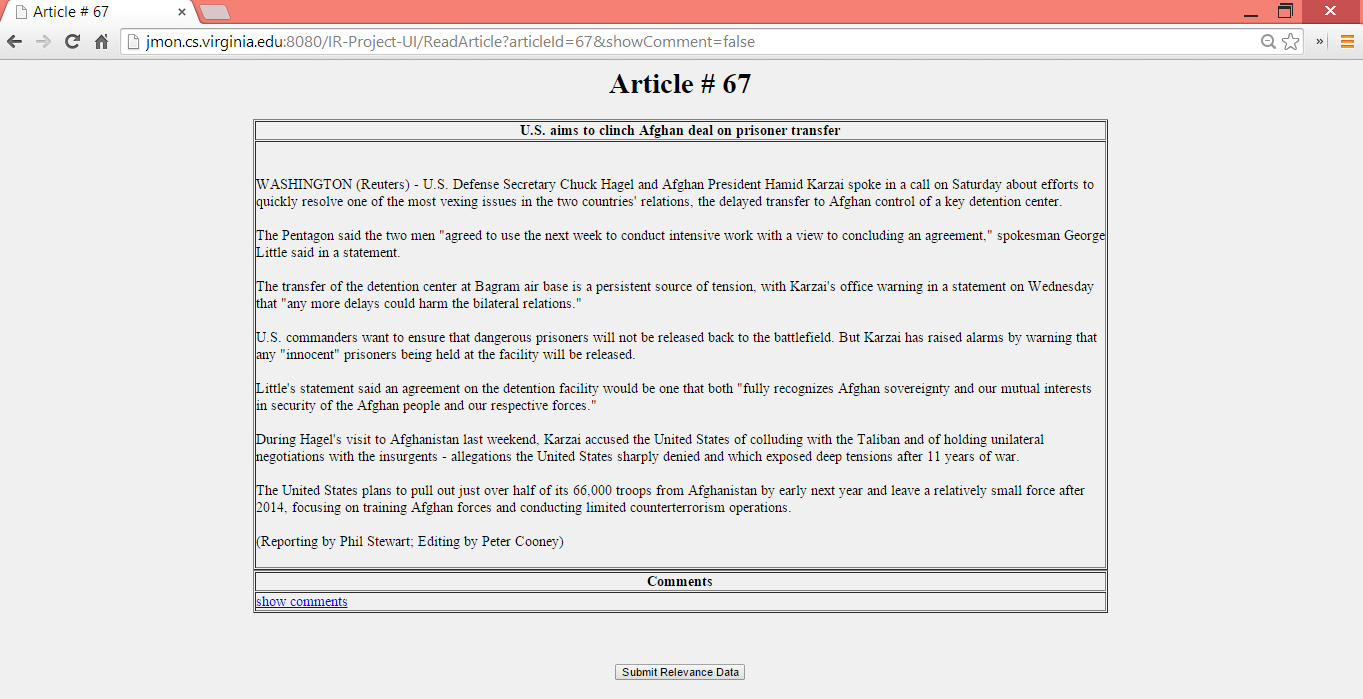 Article # 67
jmon.cs.virginia.edu:8080/IR-Project-UI/ReadArticle?articleId=67&showComment=false
Article # 67
U.S. aims to clinch Afghan deal on prisoner transfer
WASHINGTON (Reuters) - U.S. Defense Secretary Chuck Hagel and Afghan President Hamid Karzai spoke in a call on Saturday about efforts to
quickly resolve one of the most vexing issues in the two countries' relations, the delayed transfer to Afghan control of a key detention center.
The Pentagon said the two men "agreed to use the next week to conduct intensive work with a view to concluding an agreement," spokesman George
Little said in a statement.
The transfer of the detention center at Bagram air base is a persistent source of tension, with Karzai's office warning in a statement on Wednesday
that "any more delays could harm the bilateral relations."
U.S. commanders want to ensure that dangerous prisoners will not be released back to the battlefield. But Karzai has raised alarms by warning that
any "innocent" prisoners being held at the facility will be released.
Little's statement said an agreement on the detention facility would be one that both "fully recognizes Afghan sovereignty and our mutual interests
in security of the Afghan people and our respective forces."
During Hagel's visit to Afghanistan last weekend, Karzai accused the United States of colluding with the Taliban and of holding unilateral
negotiations with the insurgents - allegations the United States sharply denied and which exposed deep tensions after 11 years of war.
The United States plans to pull out just over half of its 66,000 troops from Afghanistan by early next year and leave a relatively small force after
2014, focusing on training Afghan forces and conducting limited counterterrorism operations.
(Reporting by Phil Stewart; Editing by Peter Cooney)
Comments
show comments
Submit Relevance Data